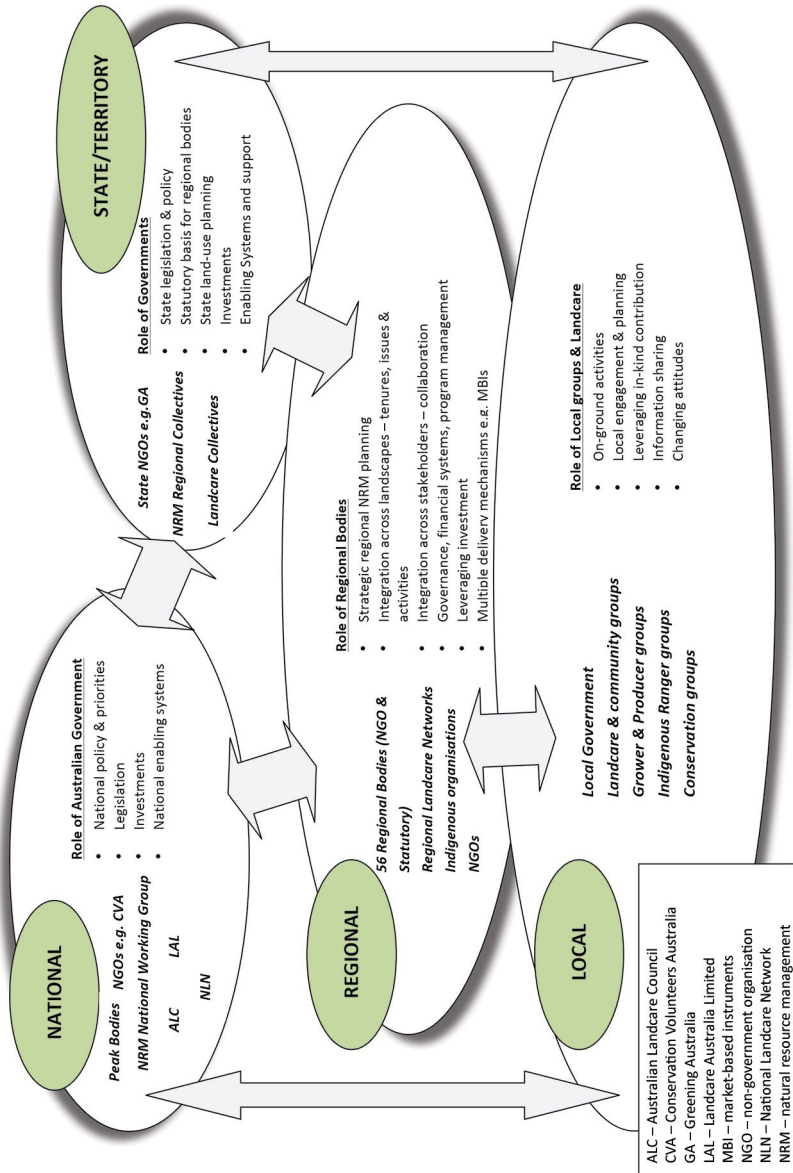 NATIONAL
Peak Bodies   NGOs e.g. CVA
NRM National Working Group
ALC   LAL
NLN
Role of Australian Government
• National policy & priorities
• Legislation
• Investments
• National enabling systems
STATE/TERRITORY
State NGOs e.g.GA
NRM Regional Collectives
Landcare Collectives
Role of Governments
• State legislation & policy
• Statutory basis for regional bodies
• State land-use planning
• Investments
• Enabling Systems and support
REGIONAL
56 Regional Bodies (NGO &
Statutory)
Regional Landcare Networks
Indigenous organisations
NGOs
Role of Regional Bodies
• Strategic regional NRM planning
• Integration across landscapes – tenures, issues &
activities
• Integration across stakeholders – collaboration
• Governance, financial systems, program management
• Leveraging investment
• Multiple delivery mechanisms e.g. MBIs
LOCAL
Local Government
Landcare & community groups
Grower & Producer groups
Indigenous Ranger groups
Conservation groups
Role of Local groups & Landcare
• On-ground activities
• Local engagement & planning
• Leveraging in-kind contribution
• Information sharing
• Changing attitudes
ALC – Australian Landcare Council
CVA – Conservation Volunteers Australia
GA – Greening Australia
LAL – Landcare Australia Limited
MBI – market-based instruments
NGO – non-government organisation
NLN – National Landcare Network
NRM – natural resource management